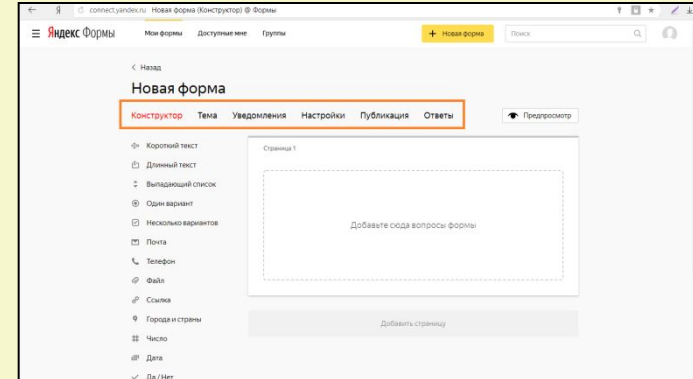 connect.yandex.ru Новая форма (Конструктор) @ Формы
Яндекс Формы Мои формы Доступные мне Группы + Новая форма Поиск
< Назад
Новая форма
Конструктор Тема Уведомления Настройки Публикация Ответы Предпросмотр
Короткий текст
Страница 1
Длинный текст
Выпадающий список
Один вариант
Несколько вариантов
Добавьте сюда вопросы формы
Почта
Телефон
Файл
Ссылка
Города и страны
Добавить страницу
Число
Дата
Да / Нет